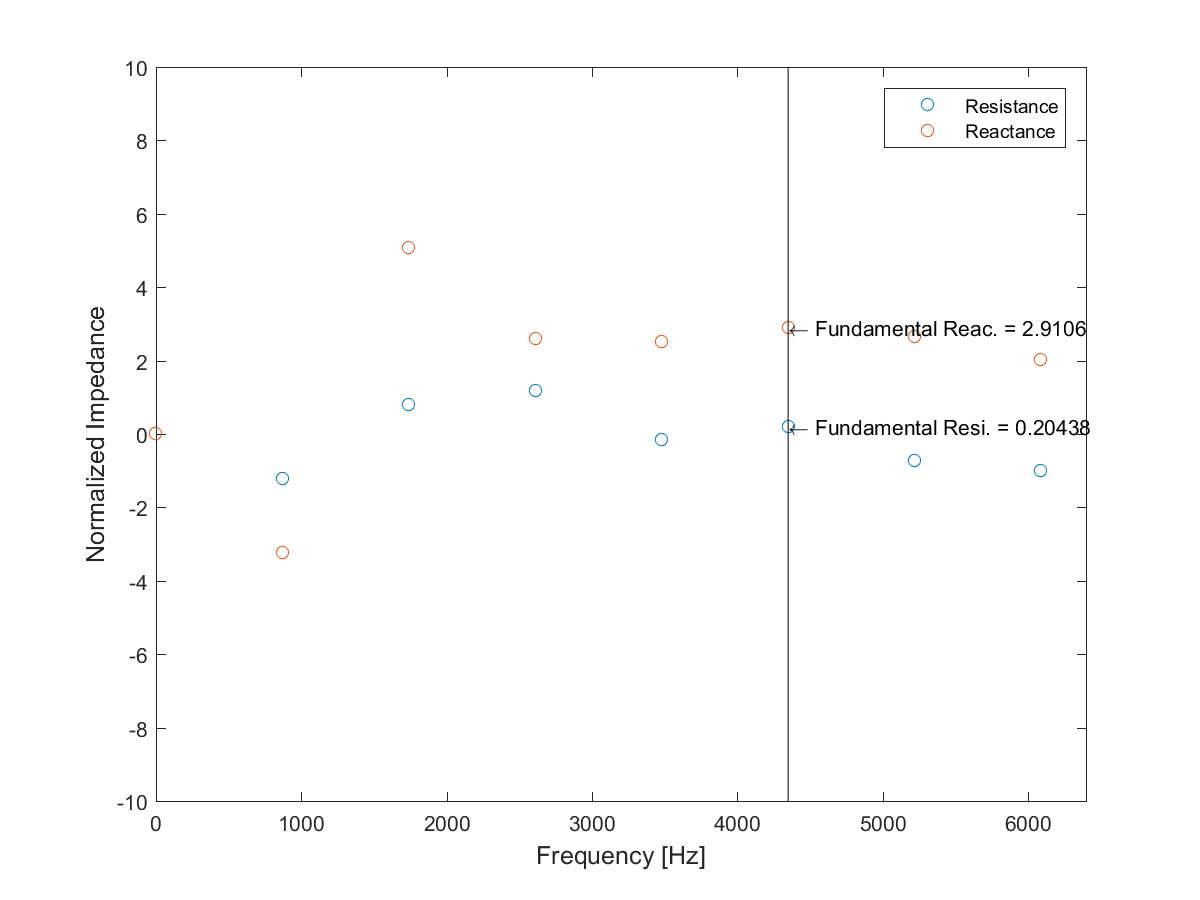 10
8
6
4
2
0
-2
-4
-6
-8
-10
Normalized Impedance
Resistance
Reactance
← Fundamental Reac. = 2.9106
← Fundamental Resi. = 0.20438
0 1000 2000 3000 4000 5000 6000
Frequency [Hz]